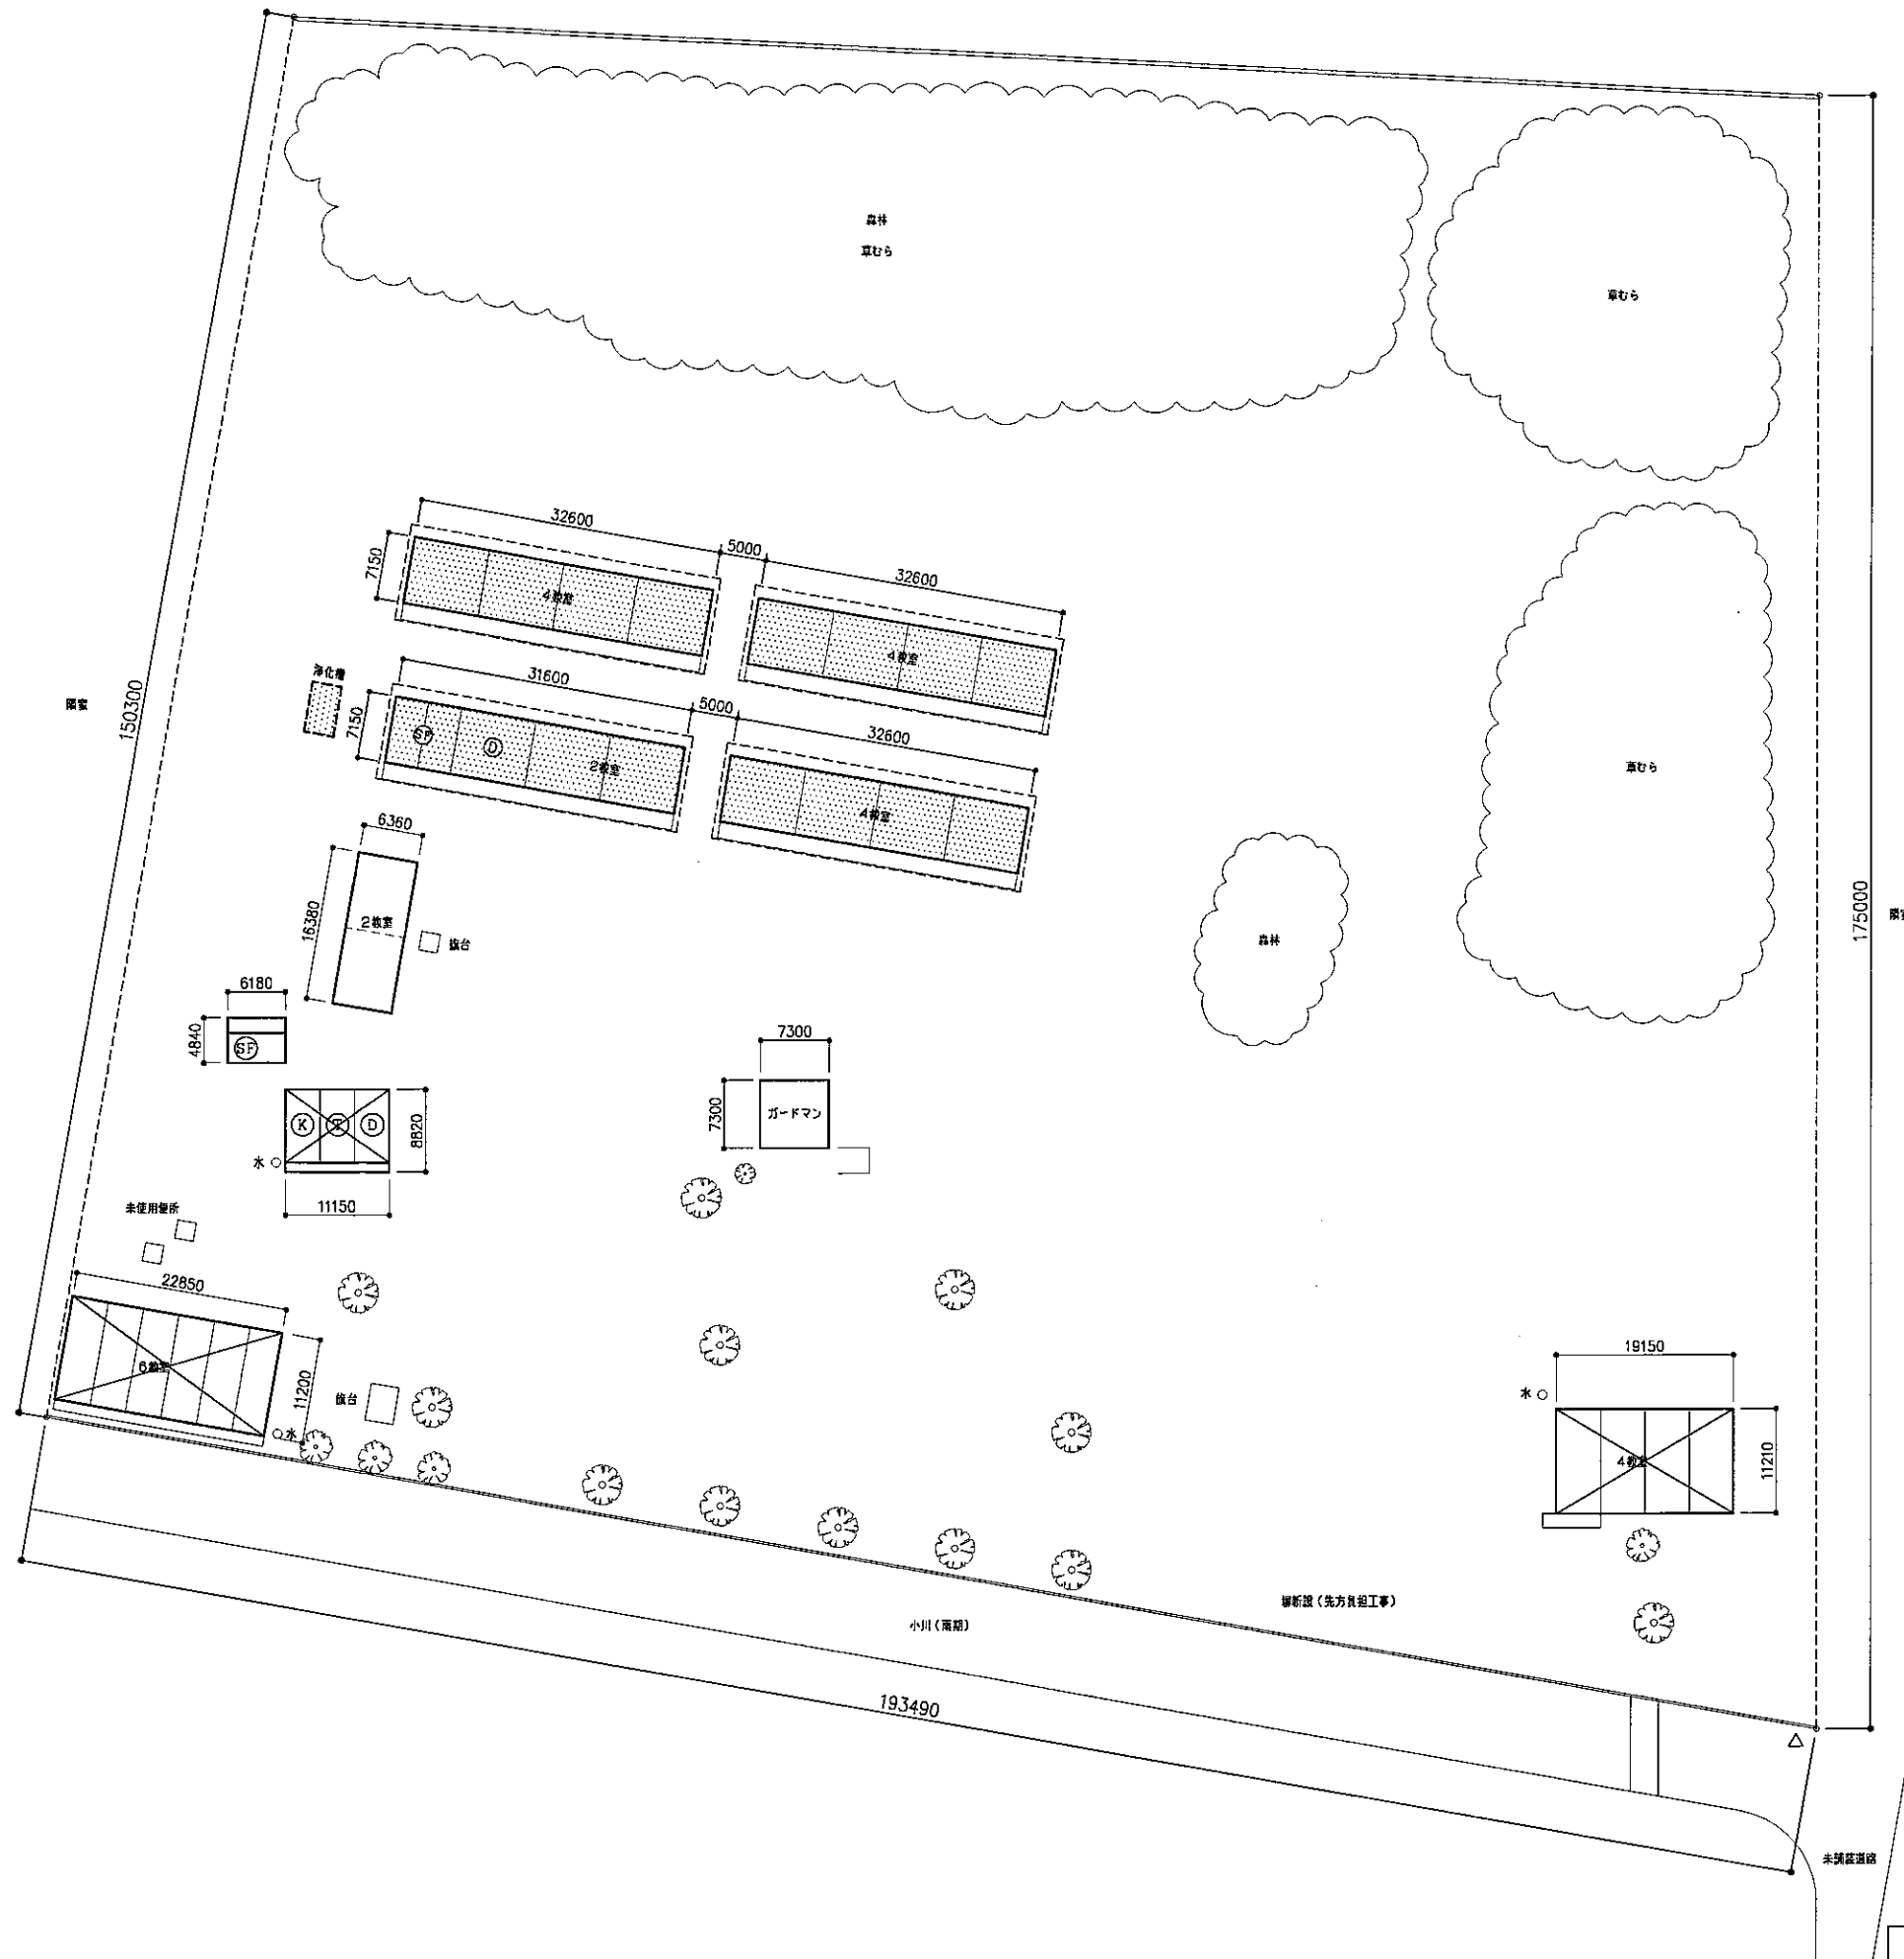 森林
草むら
草むら
32600
5000
32600
7150
4教室
4教室
浄化槽
31600
5000
32600
7150
SF
D
2教室
4教室
隣家
150300
草むら
6360
16380
2教室
旗台
森林
175000
隣家
6180
4840
SF
7300
7300
ガードマン
K
T
D
8820
水
11150
未使用便所
22850
6教室
11200
旗台
水
19150
水
4教室
11210
柵新設(先方負担工事)
小川(雨期)
193490
未舗装道路